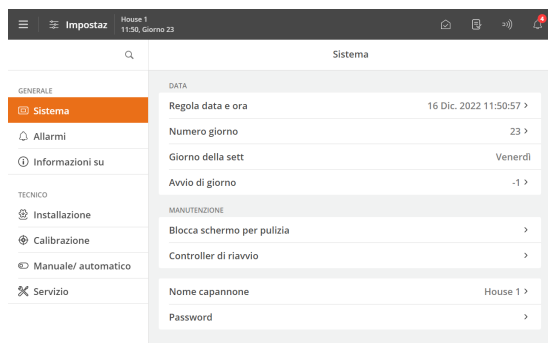 Impostaz
House 1
11:50, Giorno 23
4
Sistema
GENERALE
Sistema
Allarmi
Informazioni su
TECNICO
Installazione
Calibrazione
Manuale/ automatico
Servizio
DATA
Regola data e ora 16 Dic. 2022 11:50:57
Numero giorno 23
Giorno della sett Venerdì
Avvio di giorno -1
MANUTENZIONE
Blocca schermo per pulizia
Controller di riavvio
Nome capannone House 1
Password